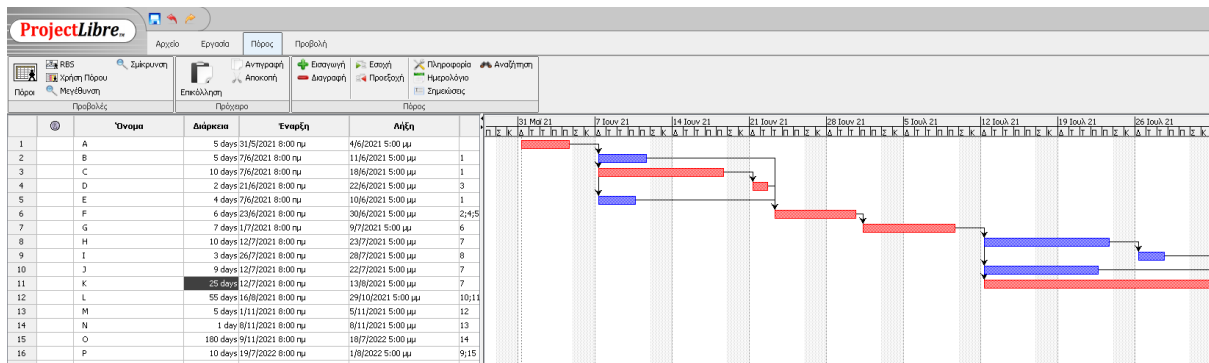 ProjectLibre™
Αρχείο Εργασία Πόρος Προβολή
Πόροι
RBS Σμίκρυνση
Χρήση Πόρου
Μεγέθυνση
Προβολές
Επικόλληση
Αντιγραφή
Αποκοπή
Πρόχειρο
Εισαγωγή Εσοχή Πληροφορία Αναζήτηση
Διαγραφή Προεξοχή Ημερολόγιο
Σημειώσεις
Πόρος
Όνομα Διάρκεια Έναρξη Λήξη
31 Μαϊ 21 7 Ιουν 21 14 Ιουν 21 21 Ιουν 21 28 Ιουν 21 5 Ιουλ 21 12 Ιουλ 21 19 Ιουλ 21 26 Ιουλ 21
Π Σ Κ Δ Τ Τ Π Π Σ Κ Δ Τ Τ Π Π Σ Κ Δ Τ Τ Π Π Σ Κ Δ Τ Τ Π Π Σ Κ Δ Τ Τ Π Π Σ Κ Δ Τ Τ Π Π Σ Κ Δ Τ Τ Π Π Σ Κ Δ Τ Τ Π Π Σ Κ Δ Τ Τ Π Π Σ Κ
1 A 5 days 31/5/2021 8:00 πμ 4/6/2021 5:00 μμ
2 B 5 days 7/6/2021 8:00 πμ 11/6/2021 5:00 μμ 1
3 C 10 days 7/6/2021 8:00 πμ 18/6/2021 5:00 μμ 1
4 D 2 days 21/6/2021 8:00 πμ 22/6/2021 5:00 μμ 3
5 E 4 days 7/6/2021 8:00 πμ 10/6/2021 5:00 μμ 1
6 F 6 days 23/6/2021 8:00 πμ 30/6/2021 5:00 μμ 2;4;5
7 G 7 days 1/7/2021 8:00 πμ 9/7/2021 5:00 μμ 6
8 H 10 days 12/7/2021 8:00 πμ 23/7/2021 5:00 μμ 7
9 I 3 days 26/7/2021 8:00 πμ 28/7/2021 5:00 μμ 8
10 J 9 days 12/7/2021 8:00 πμ 22/7/2021 5:00 μμ 7
11 K 25 days 12/7/2021 8:00 πμ 13/8/2021 5:00 μμ 7
12 L 55 days 16/8/2021 8:00 πμ 29/10/2021 5:00 μμ 10;11
13 M 5 days 1/11/2021 8:00 πμ 5/11/2021 5:00 μμ 12
14 N 1 day 8/11/2021 8:00 πμ 8/11/2021 5:00 μμ 13
15 O 180 days 9/11/2021 8:00 πμ 18/7/2022 5:00 μμ 14
16 P 10 days 19/7/2022 8:00 πμ 1/8/2022 5:00 μμ 9;15